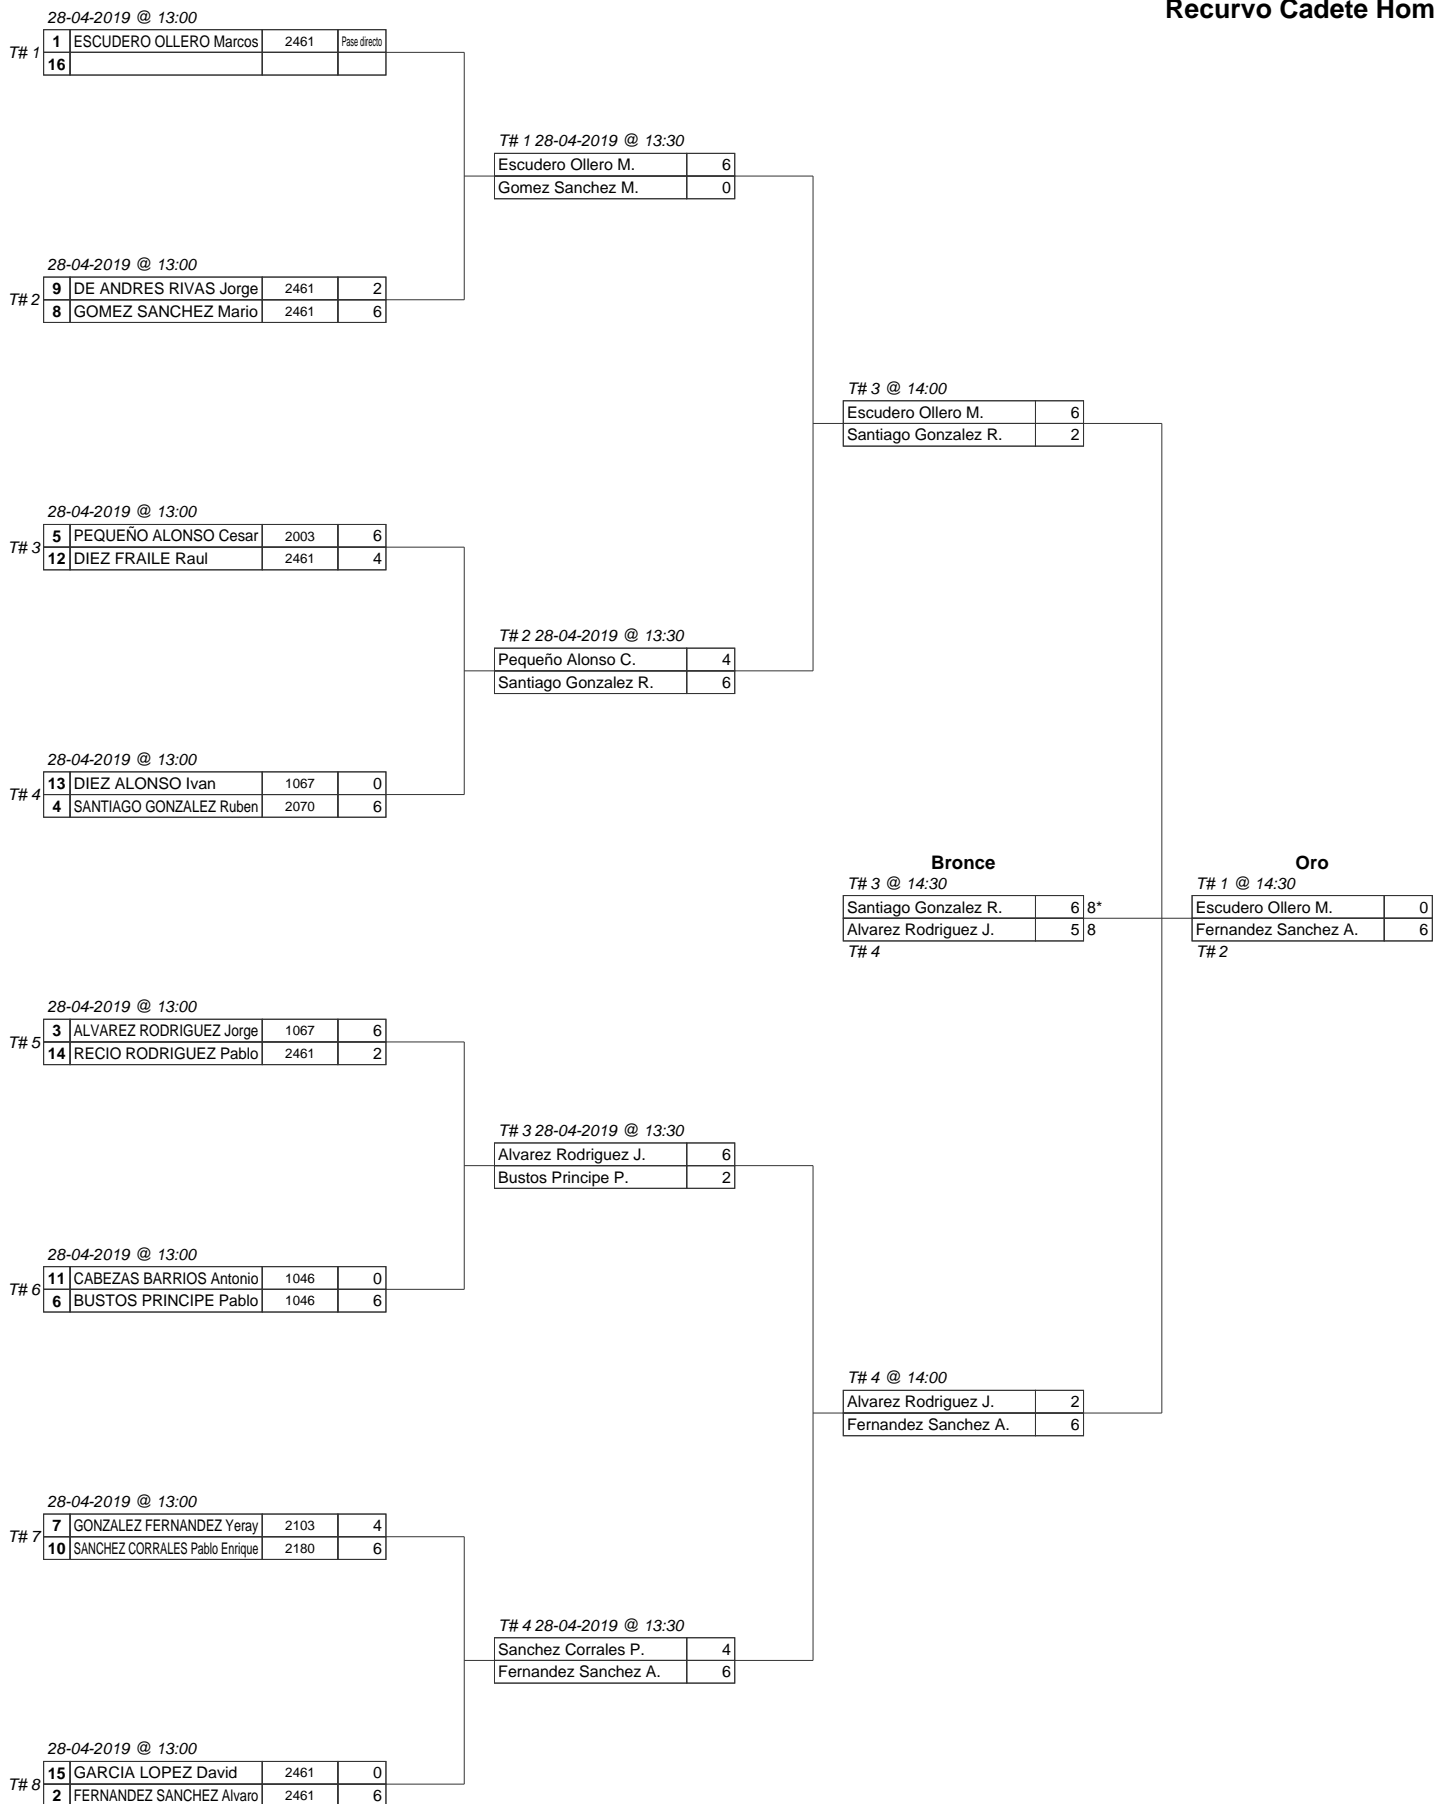 Recurvo Cadete Hom
28-04-2019 @ 13:00
T# 1
1 ESCUDERO OLLERO Marcos 2461 Pase directo
16
T# 1 28-04-2019 @ 13:30
Escudero Ollero M. 6
Gomez Sanchez M. 0
28-04-2019 @ 13:00
T# 2
9 DE ANDRES RIVAS Jorge 2461 2
8 GOMEZ SANCHEZ Mario 2461 6
T# 3 @ 14:00
Escudero Ollero M. 6
Santiago Gonzalez R. 2
28-04-2019 @ 13:00
T# 3
5 PEQUEÑO ALONSO Cesar 2003 6
12 DIEZ FRAILE Raul 2461 4
T# 2 28-04-2019 @ 13:30
Pequeño Alonso C. 4
Santiago Gonzalez R. 6
28-04-2019 @ 13:00
T# 4
13 DIEZ ALONSO Ivan 1067 0
4 SANTIAGO GONZALEZ Ruben 2070 6
Bronce
T# 3 @ 14:30
Santiago Gonzalez R. 6 8*
Alvarez Rodriguez J. 5 8
T# 4
Oro
T# 1 @ 14:30
Escudero Ollero M. 0
Fernandez Sanchez A. 6
T# 2
28-04-2019 @ 13:00
T# 5
3 ALVAREZ RODRIGUEZ Jorge 1067 6
14 RECIO RODRIGUEZ Pablo 2461 2
T# 3 28-04-2019 @ 13:30
Alvarez Rodriguez J. 6
Bustos Principe P. 2
28-04-2019 @ 13:00
T# 6
11 CABEZAS BARRIOS Antonio 1046 0
6 BUSTOS PRINCIPE Pablo 1046 6
T# 4 @ 14:00
Alvarez Rodriguez J. 2
Fernandez Sanchez A. 6
28-04-2019 @ 13:00
T# 7
7 GONZALEZ FERNANDEZ Yeray 2103 4
10 SANCHEZ CORRALES Pablo Enrique 2180 6
T# 4 28-04-2019 @ 13:30
Sanchez Corrales P. 4
Fernandez Sanchez A. 6
28-04-2019 @ 13:00
T# 8
15 GARCIA LOPEZ David 2461 0
2 FERNANDEZ SANCHEZ Alvaro 2461 6